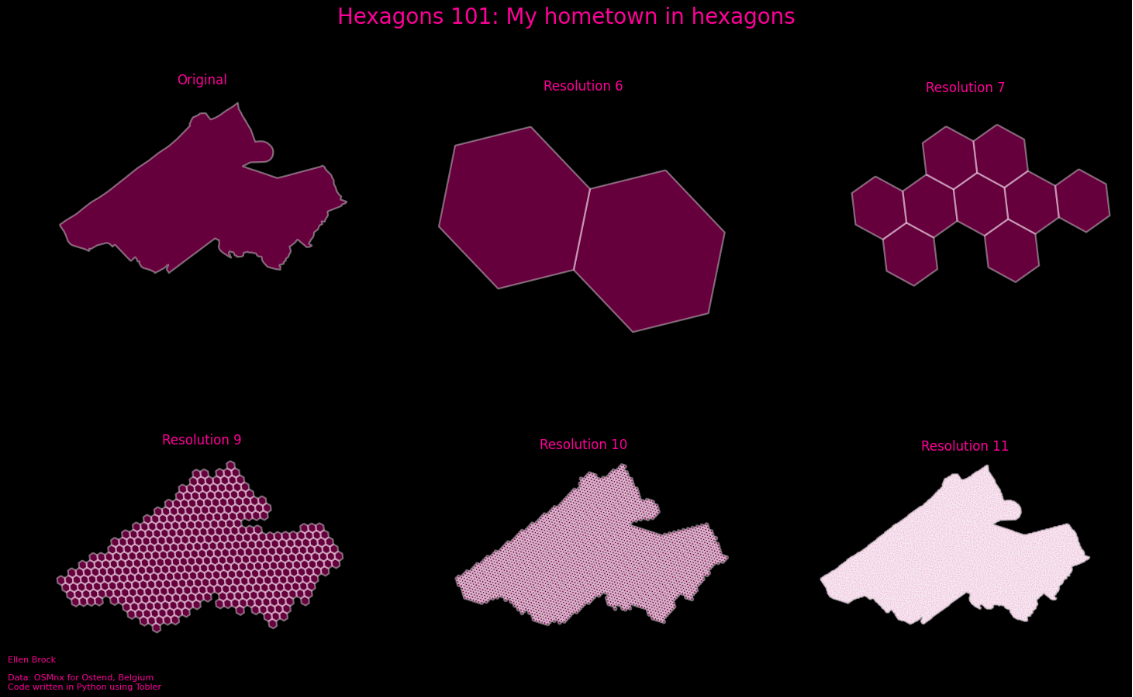 Hexagons 101: My hometown in hexagons
Original
Resolution 6
Resolution 7
Resolution 9
Resolution 10
Resolution 11
Ellen Brock
Data: OSMnx for Ostend, Belgium
Code written in Python using Tobler